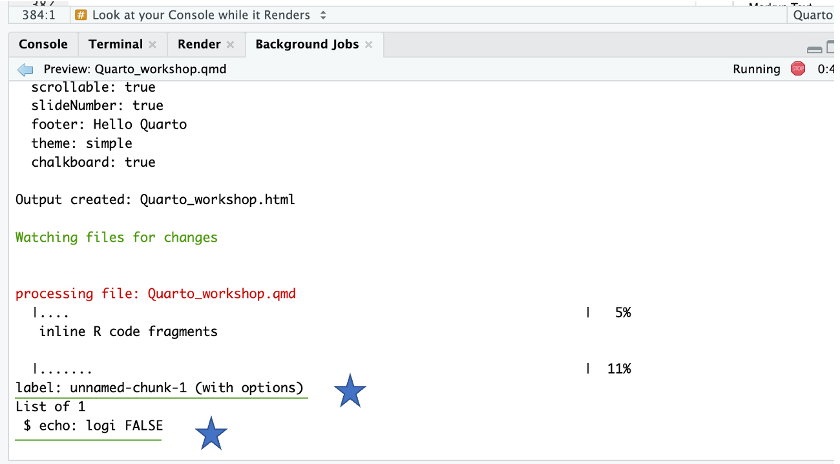 384:1 # Look at your Console while it Renders Quarto
Console Terminal Render Background Jobs
Preview: Quarto_workshop.qmd Running STOP
scrollable: true
slideNumber: true
footer: Hello Quarto
theme: simple
chalkboard: true
Output created: Quarto_workshop.html
Watching files for changes
processing file: Quarto_workshop.qmd
|.... | 5%
inline R code fragments
|....... | 11%
label: unnamed-chunk-1 (with options)
List of 1
$ echo: logi FALSE